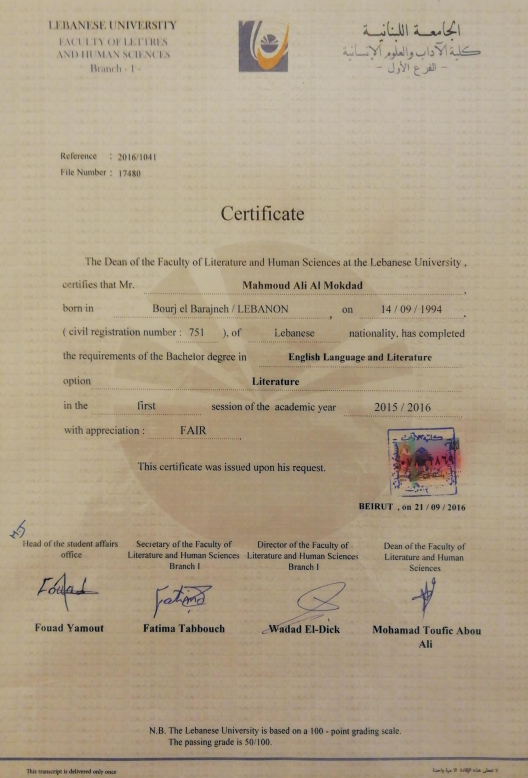 LEBANESE UNIVERSITY
FACULTY OF LETTRES
AND HUMAN SCIENCES
Branch - 1 -
الجامعة اللبنانية
كلية الآداب والعلوم الإنسانية
- الفرع الأول -
Reference : 2016/1041
File Number : 17480
Certificate
The Dean of the Faculty of Literature and Human Sciences at the Lebanese University,
certifies that Mr. Mahmoud Ali Al Mokdad ,
born in Bourj el Barajneh / LEBANON , on 14 / 09 / 1994
( civil registration number : 751 ), of Lebanese nationality, has completed
the requirements of the Bachelor degree in English Language and Literature
option Literature
in the first session of the academic year 2015 / 2016
with appreciation : FAIR .
This certificate was issued upon his request.
BEIRUT , on 21 / 09 / 2016
Head of the student affairs
office
Secretary of the Faculty of
Literature and Human Sciences
Branch I
Director of the Faculty of
Literature and Human Sciences
Branch I
Dean of the Faculty of
Literature and Human
Sciences
Fouad
Fatima
Fouad Yamout
Fatima Tabbouch
Wadad El-Dick
Mohamad Toufic Abou
Ali
N.B. The Lebanese University is based on a 100 - point grading scale.
The passing grade is 50/100.
This transcript is delivered only once
لا تعطى هذه الإفادة الا مرة واحدة